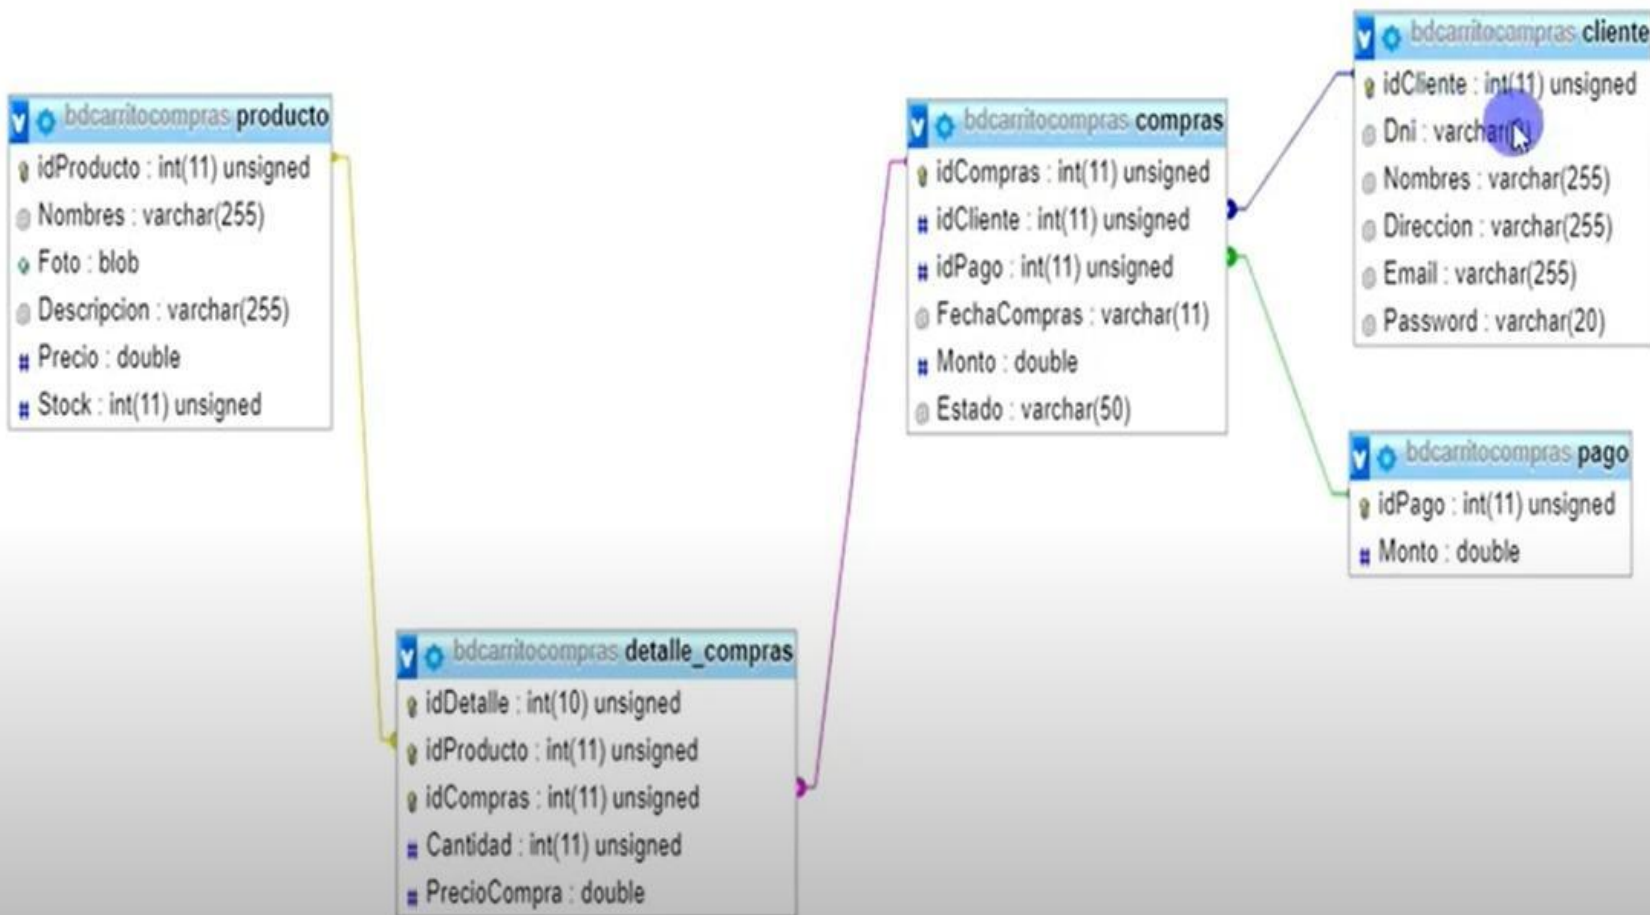 bdcarritocompras producto
idProducto : int(11) unsigned
Nombres : varchar(255)
Foto : blob
Descripcion : varchar(255)
Precio : double
Stock : int(11) unsigned
bdcarritocompras compras
idCompras : int(11) unsigned
idCliente : int(11) unsigned
idPago : int(11) unsigned
FechaCompras : varchar(11)
Monto : double
Estado : varchar(50)
bdcarritocompras cliente
idCliente : int(11) unsigned
Dni : varchar
Nombres : varchar(255)
Direccion : varchar(255)
Email : varchar(255)
Password : varchar(20)
bdcarritocompras pago
idPago : int(11) unsigned
Monto : double
bdcarritocompras detalle_compras
idDetalle : int(10) unsigned
idProducto : int(11) unsigned
idCompras : int(11) unsigned
Cantidad : int(11) unsigned
PrecioCompra : double